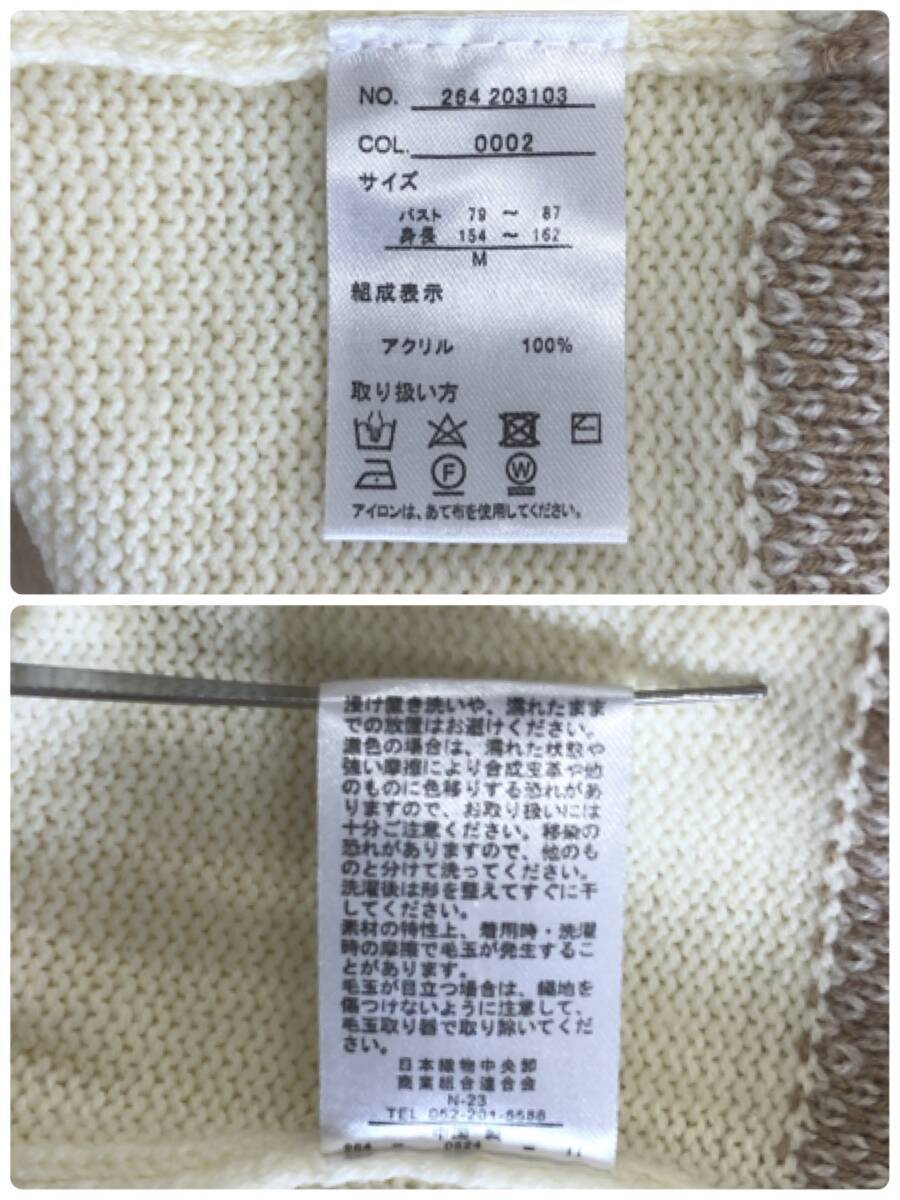 NO. 264 203103
COL. 0002
サイズ
バスト 79 ～ 87
身長 154 ～ 162
M
組成表示
アクリル 100%
取り扱い方
F W
アイロンは、あて布を使用してください。
浸け置き洗いや、濡れたまま
での放置はお避けください。
濃色の場合は、濡れた状態や
強い摩擦により合成皮革や他
のものに色移りする恐れがあ
りますので、お取り扱いには
十分ご注意ください。移染の
恐れがありますので、他のも
のと分けて洗ってください。
洗濯後は形を整えてすぐに干
してください。
素材の特性上、着用時・洗濯
時の摩擦で毛玉が発生するこ
とがあります。
毛玉が目立つ場合は、編地を
傷つけないように注意して、
毛玉取り器で取り除いてくだ
さい。
日本織物中央卸
商業組合連合会
N-23
TEL 052-201-5588
中国製
0824